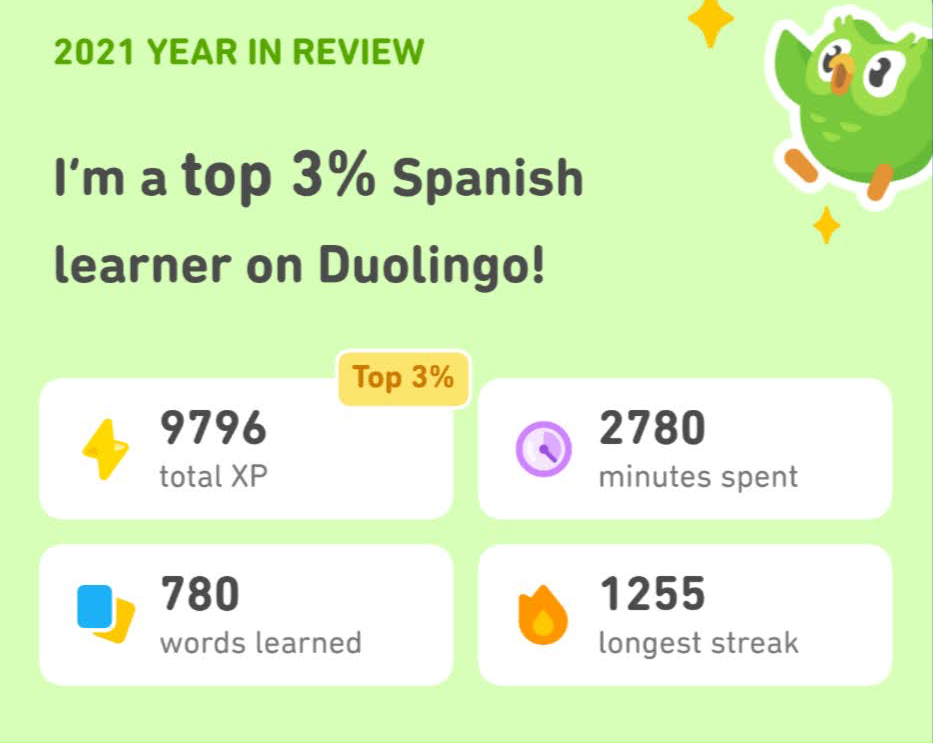 2021 YEAR IN REVIEW
I'm a top 3% Spanish
learner on Duolingo!
Top 3%
9796
total XP
2780
minutes spent
780
words learned
1255
longest streak